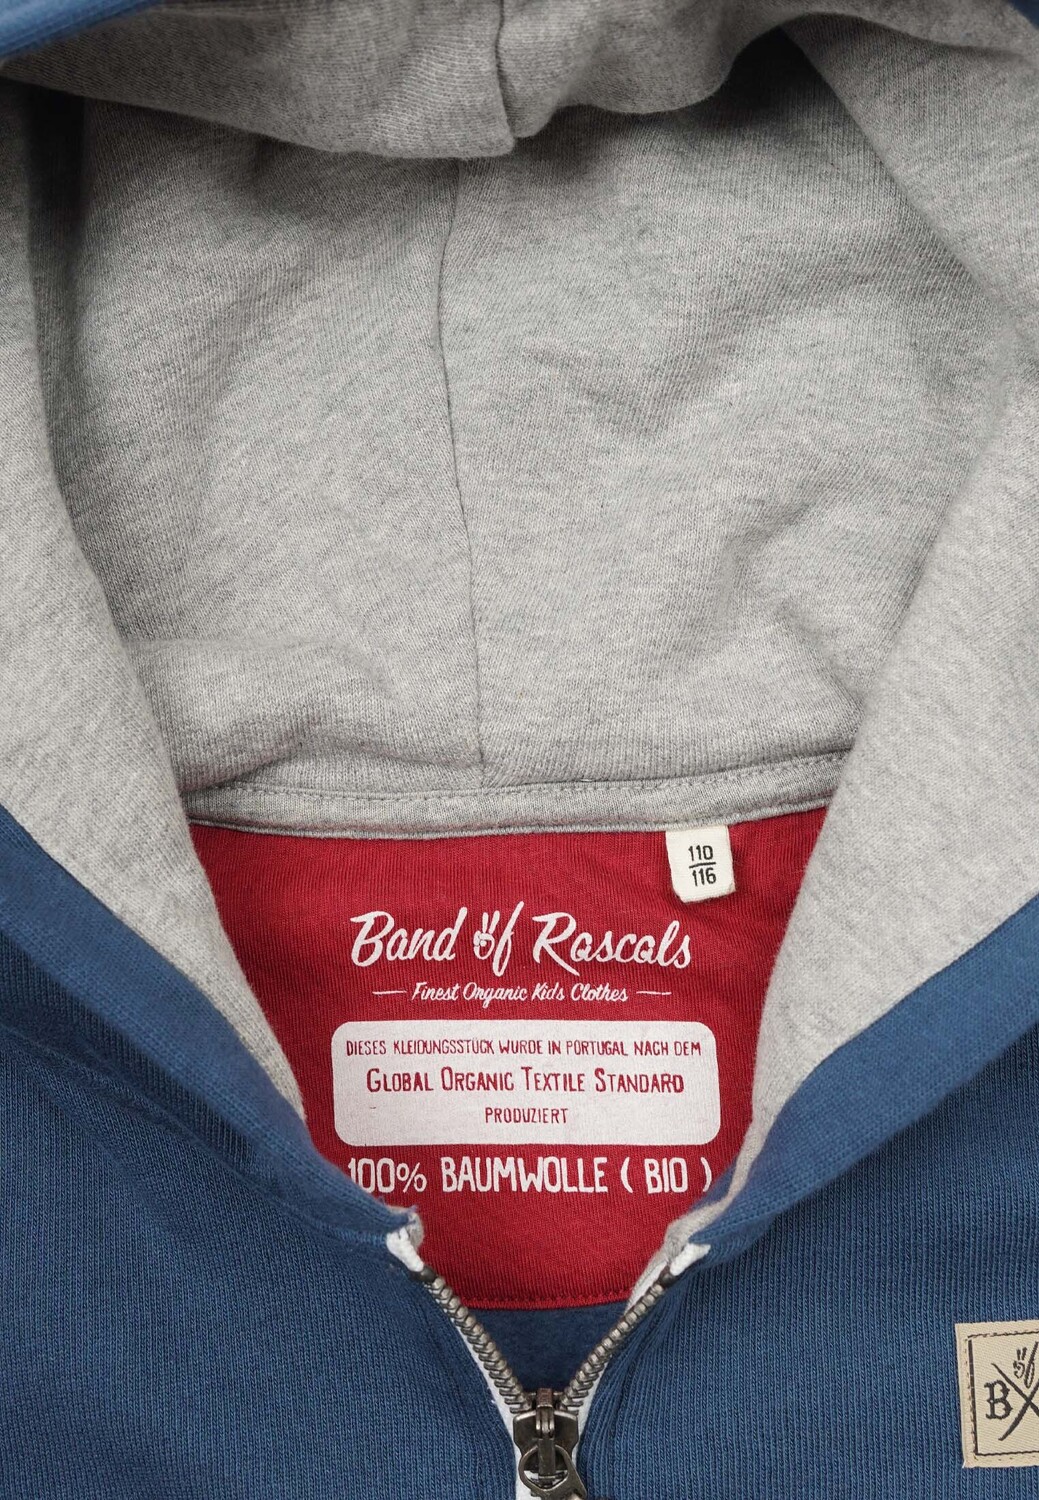 110
116
Band of Rascals
Finest Organic Kids Clothes
DIESES KLEIDUNGSSTÜCK WURDE IN PORTUGAL NACH DEM
GLOBAL ORGANIC TEXTILE STANDARD
PRODUZIERT
100% BAUMWOLLE ( BIO )
of
B